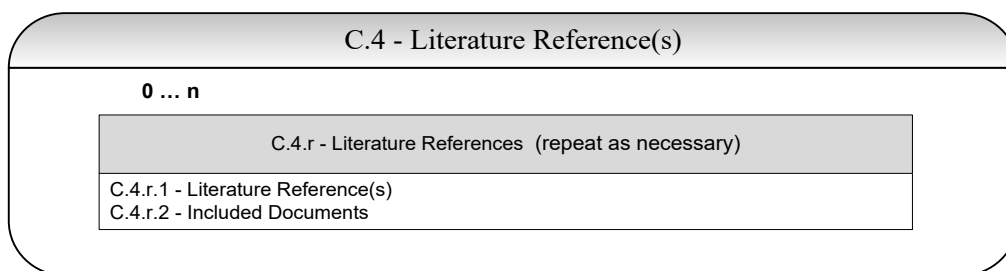 C.4 - Literature Reference(s)
0 … n
C.4.r - Literature References (repeat as necessary)
C.4.r.1 - Literature Reference(s)
C.4.r.2 - Included Documents